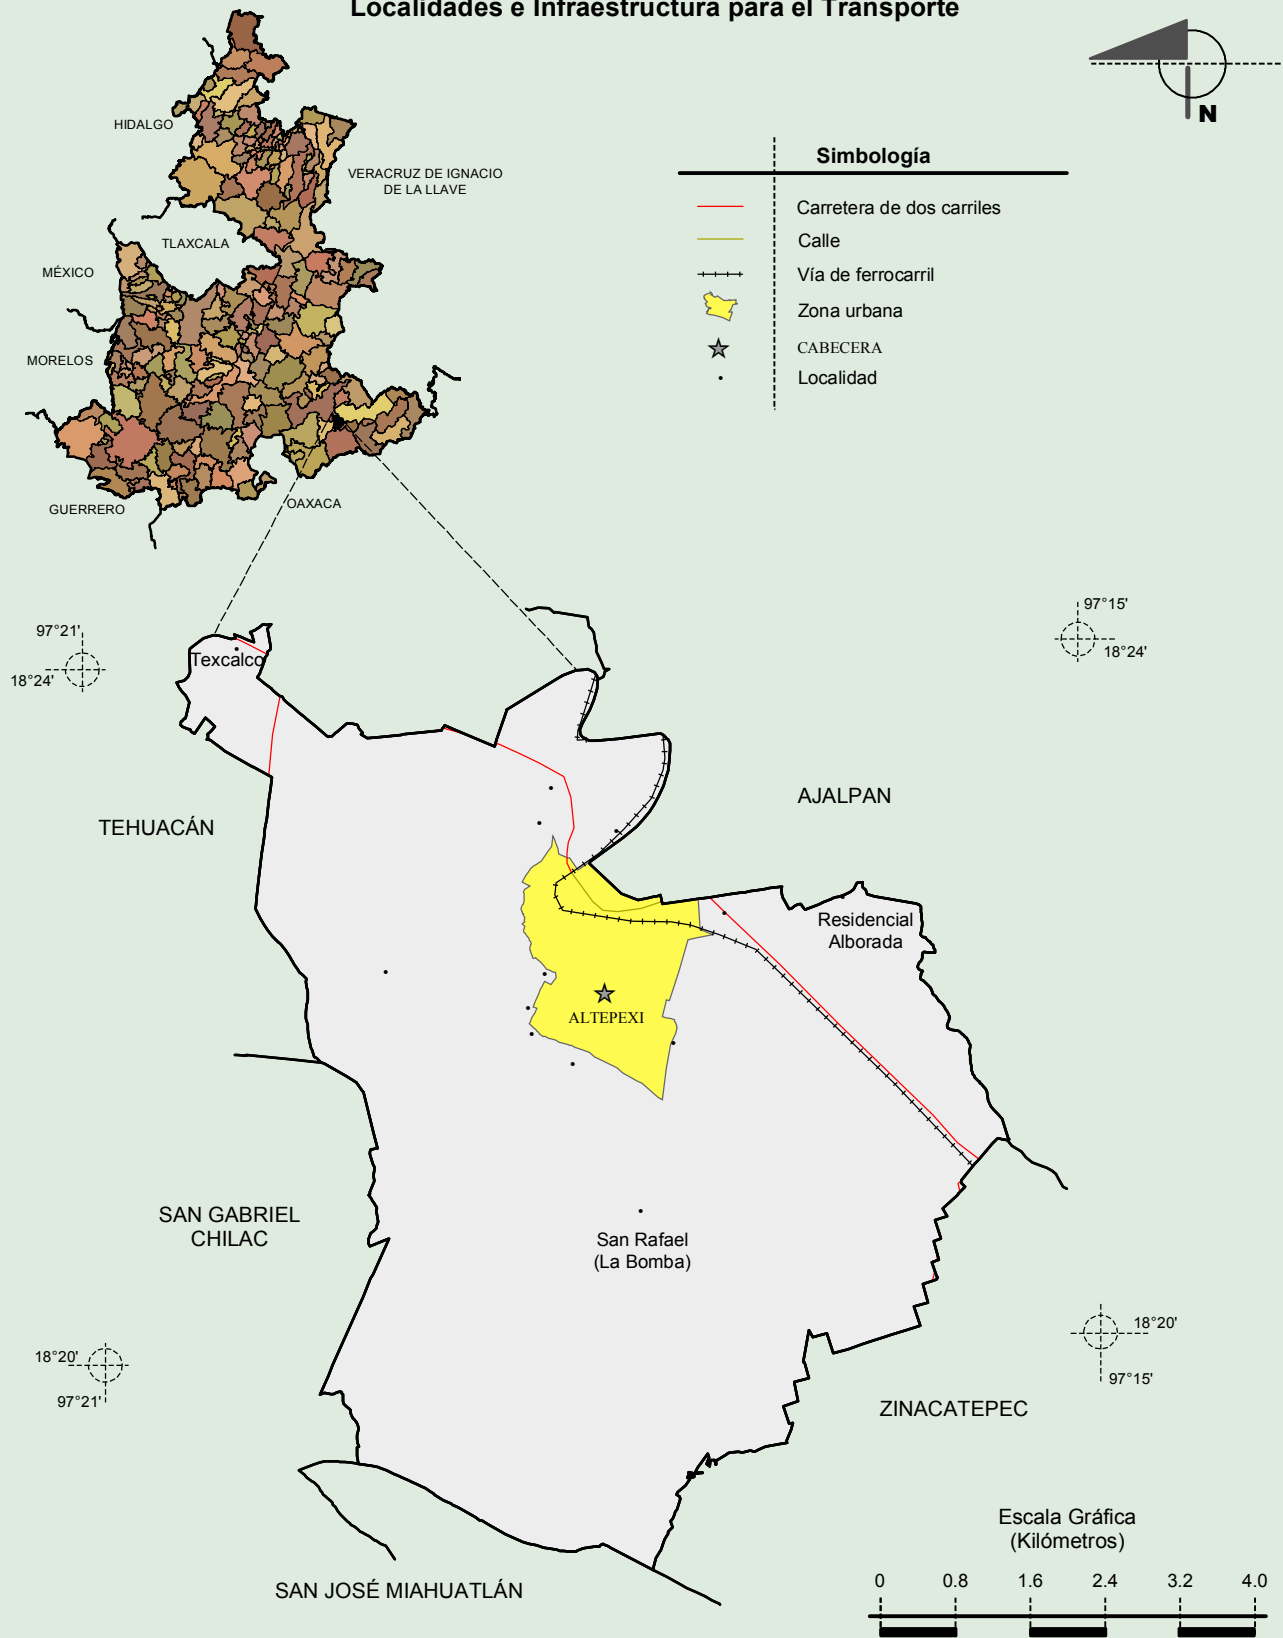 Localidades e Infraestructura para el Transporte
N
HIDALGO
VERACRUZ DE IGNACIO
DE LA LLAVE
TLAXCALA
MÉXICO
MORELOS
GUERRERO
OAXACA
Simbología
Carretera de dos carriles
Calle
Vía de ferrocarril
Zona urbana
CABECERA
Localidad
97°21'
18°24'
97°15'
18°24'
Texcalco
AJALPAN
TEHUACÁN
Residencial
Alborada
ALTEPEXI
SAN GABRIEL
CHILAC
San Rafael
(La Bomba)
18°20'
97°21'
18°20'
97°15'
ZINACATEPEC
SAN JOSÉ MIAHUATLÁN
Escala Gráfica
(Kilómetros)
0 0.8 1.6 2.4 3.2 4.0